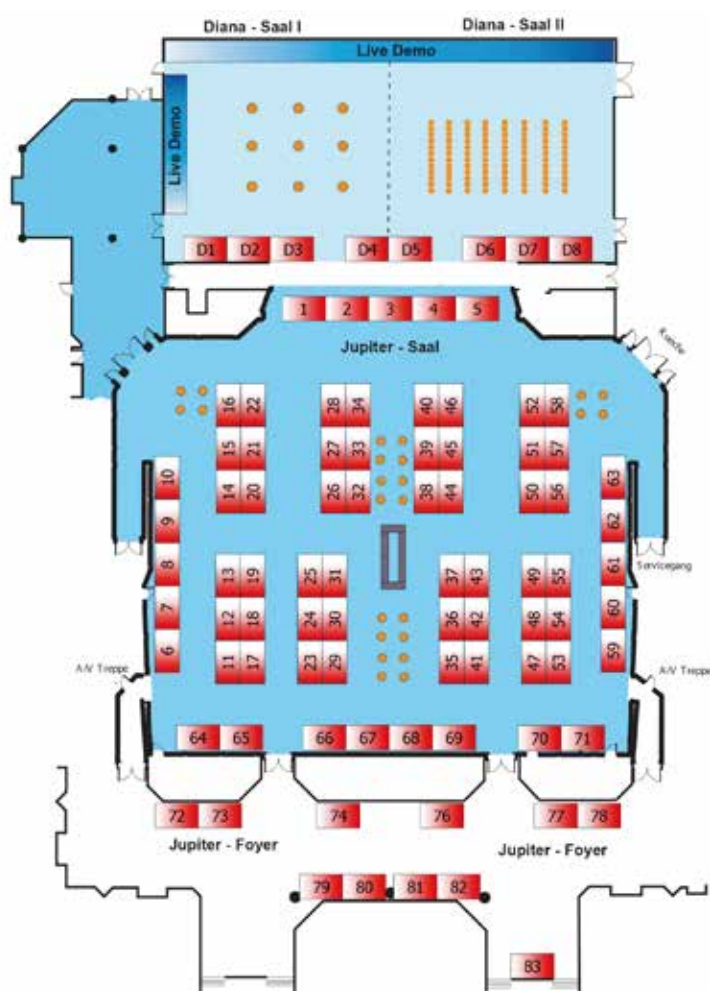 Diana - Saal I
Diana - Saal II
Live Demo
Live Demo
D1 D2 D3 D4 D5 D6 D7 D8
1 2 3 4 5
Jupiter - Saal
16 22 28 34 40 46 52 58
15 21 27 33 39 45 51 57
14 20 26 32 38 44 50 56
10 9 8 7 6
63 62 61 60 59
13 19 25 31 37 43 49 55
12 18 24 30 36 42 48 54
11 17 23 29 35 41 47 53
Servicegang
A/V Treppe
A/V Treppe
64 65 66 67 68 69 70 71
72 73 74 76 77 78
Jupiter - Foyer
Jupiter - Foyer
79 80 81 82
83